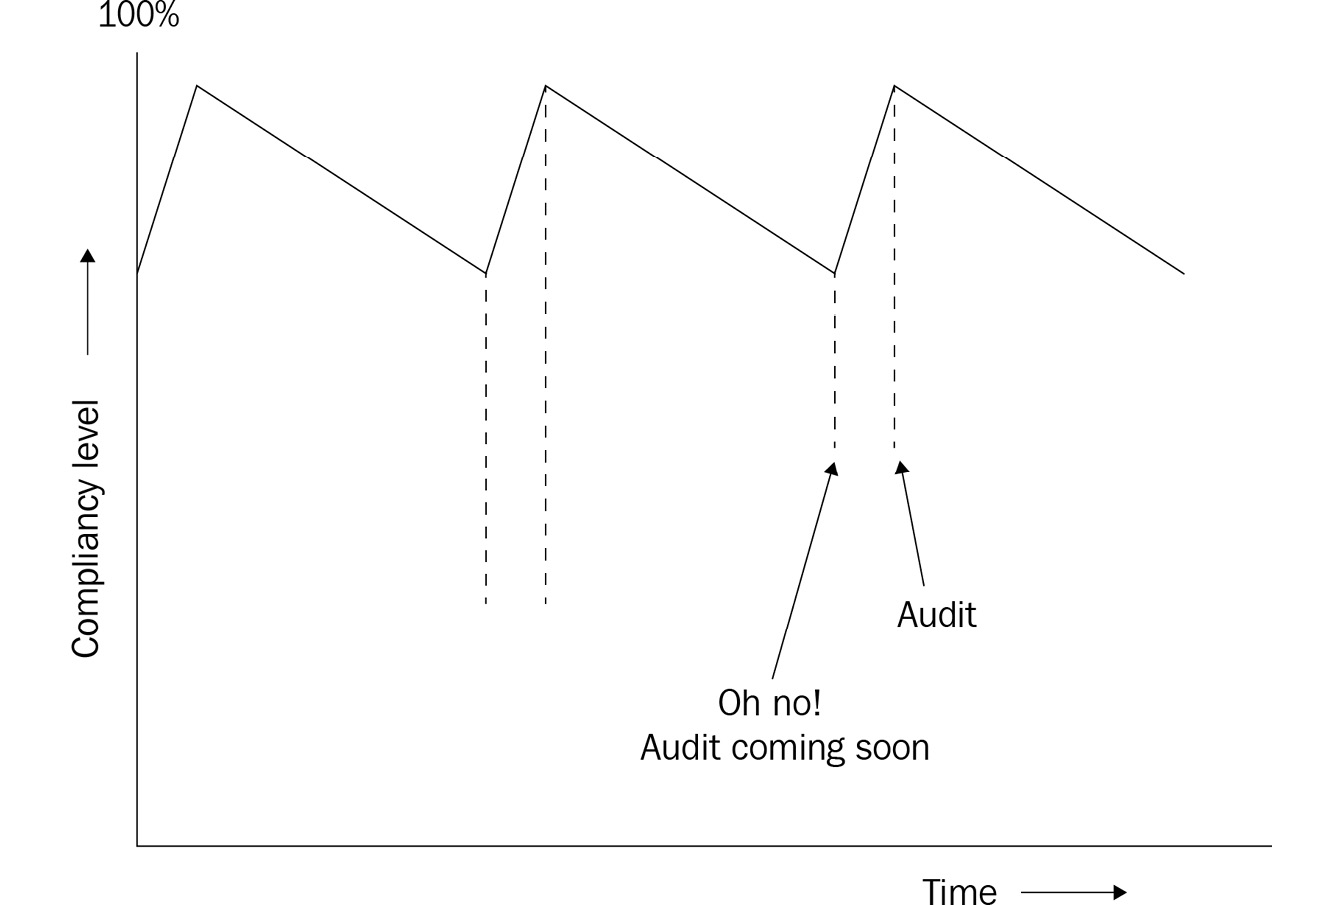 100%
Compliancy level
Audit
Oh no!
Audit coming soon
Time